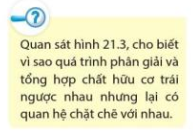 ?
Quan sát hình 21.3, cho biết
vì sao quá trình phân giải và
tổng hợp chất hữu cơ trái
ngược nhau nhưng lại có
quan hệ chặt chẽ với nhau.